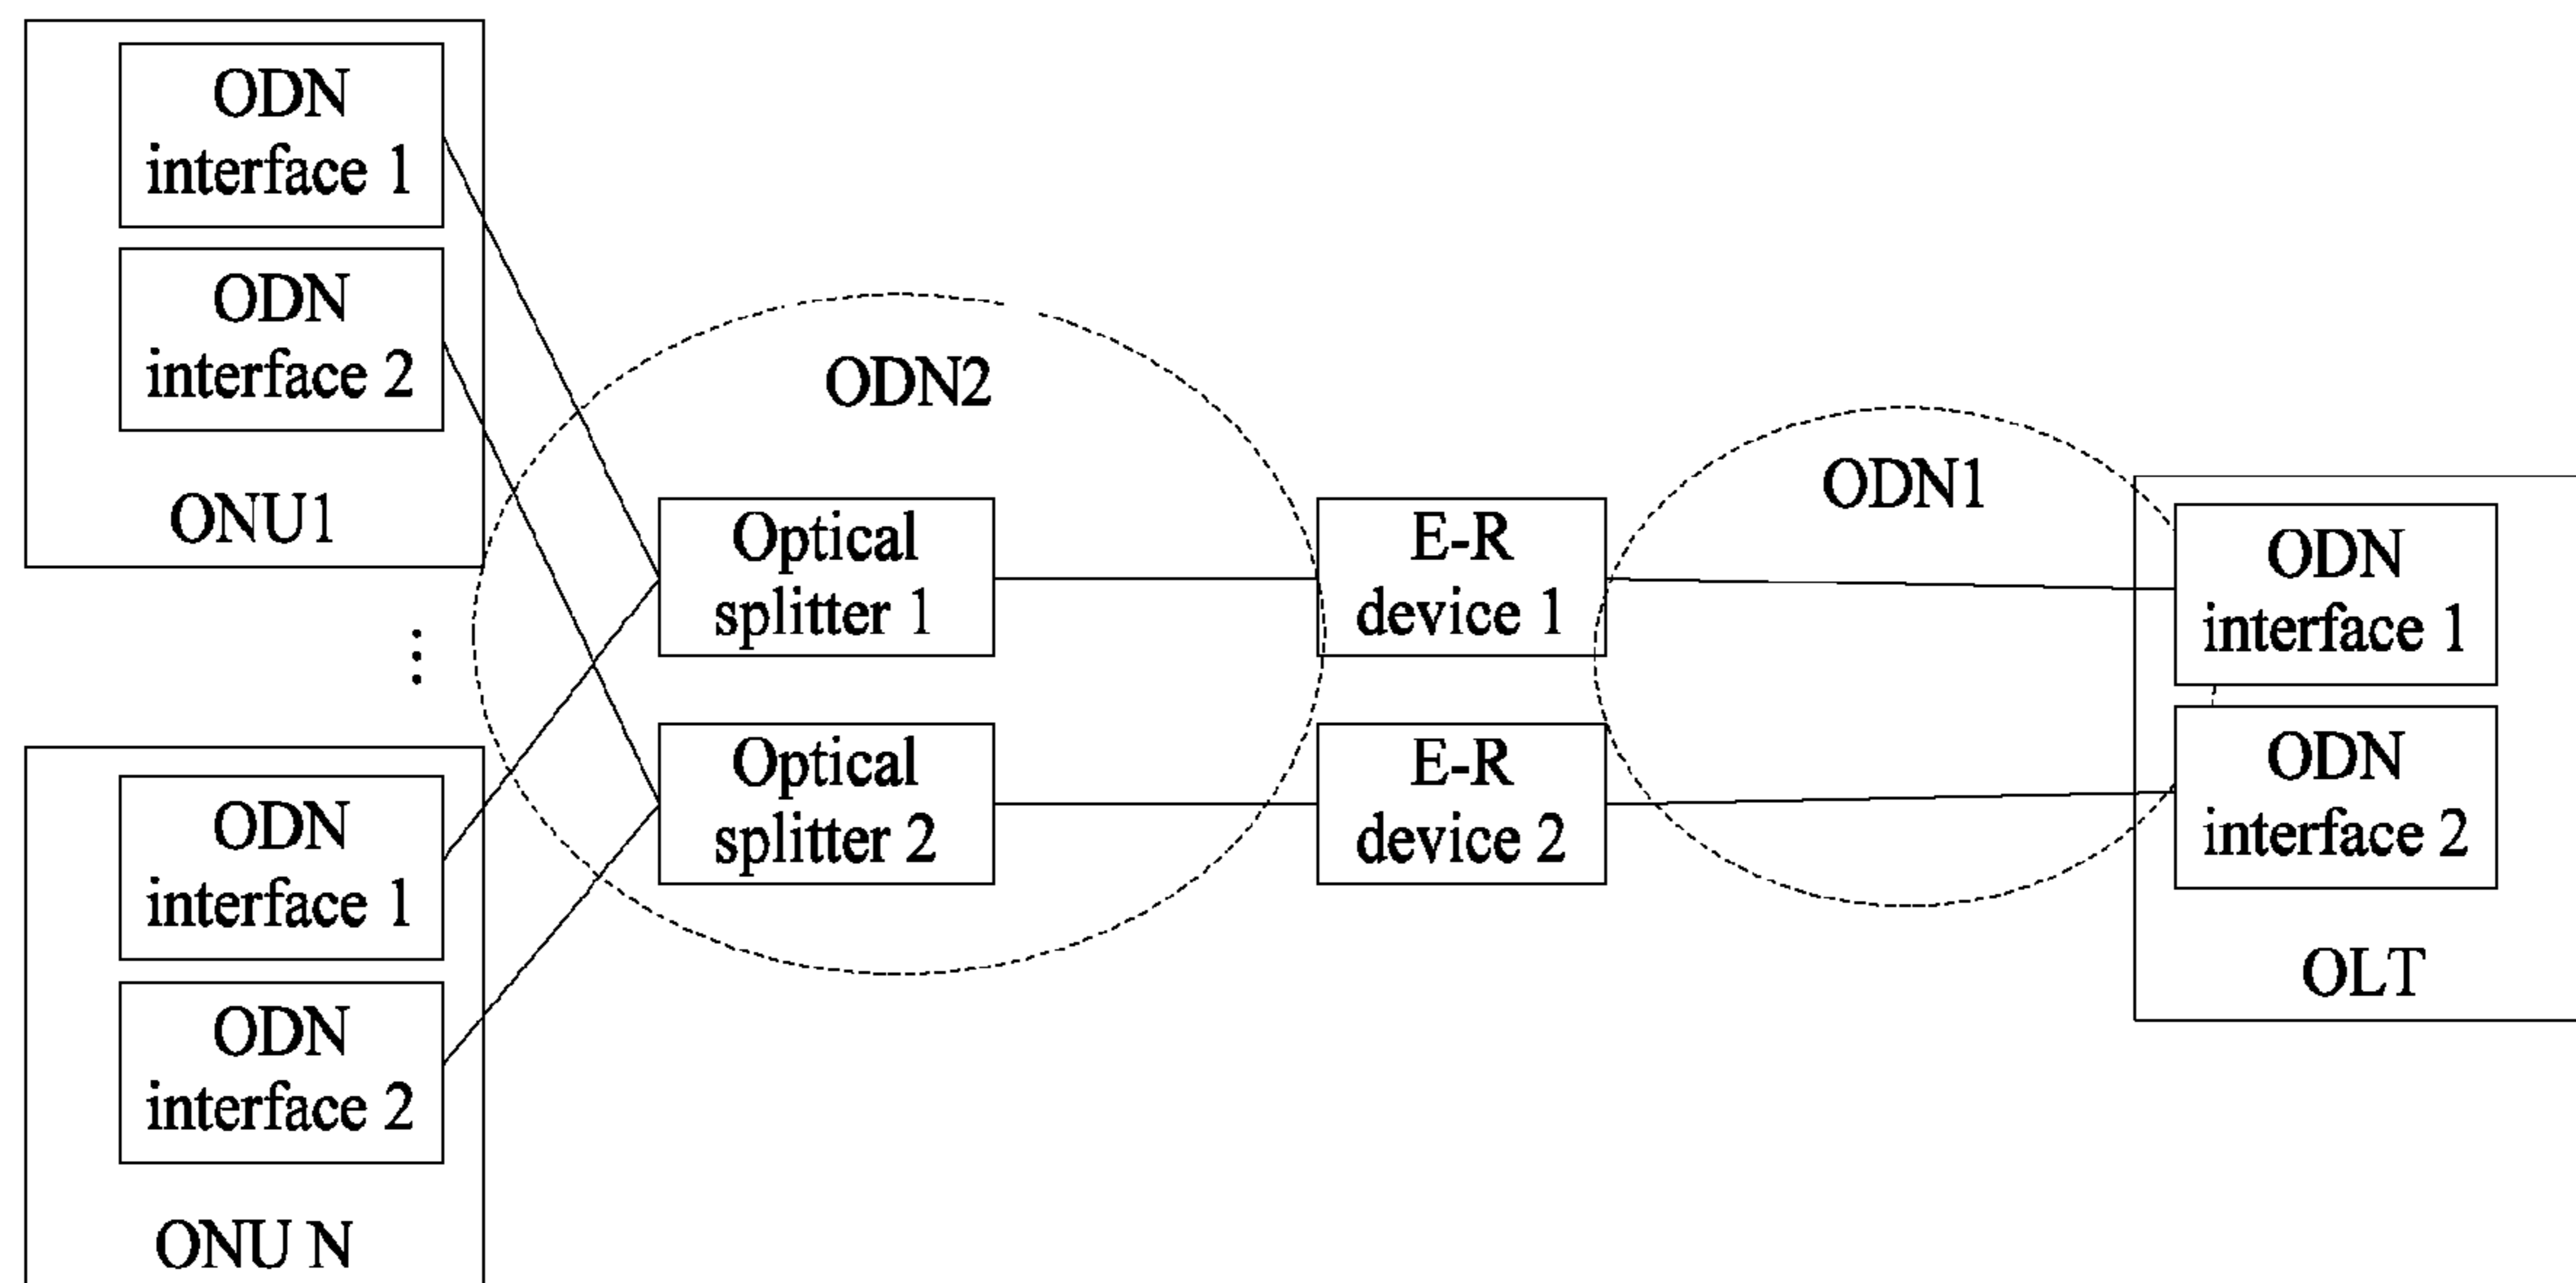 ODN
interface 1
ODN
interface 2
ONU1
ODN
interface 1
ODN
interface 2
ONU N
ODN2
Optical
splitter 1
Optical
splitter 2
E-R
device 1
E-R
device 2
ODN1
ODN
interface 1
ODN
interface 2
OLT